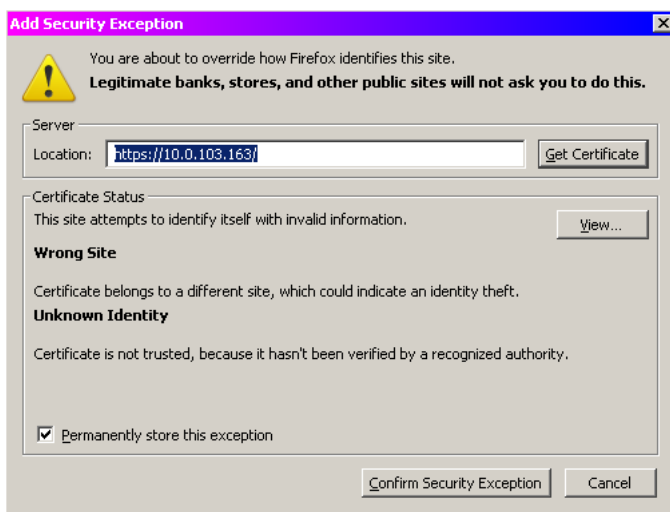 Add Security Exception
You are about to override how Firefox identifies this site.
Legitimate banks, stores, and other public sites will not ask you to do this.
Server
Location: https://10.0.103.163/ Get Certificate
Certificate Status
This site attempts to identify itself with invalid information. View...
Wrong Site
Certificate belongs to a different site, which could indicate an identity theft.
Unknown Identity
Certificate is not trusted, because it hasn't been verified by a recognized authority.
Permanently store this exception
Confirm Security Exception Cancel